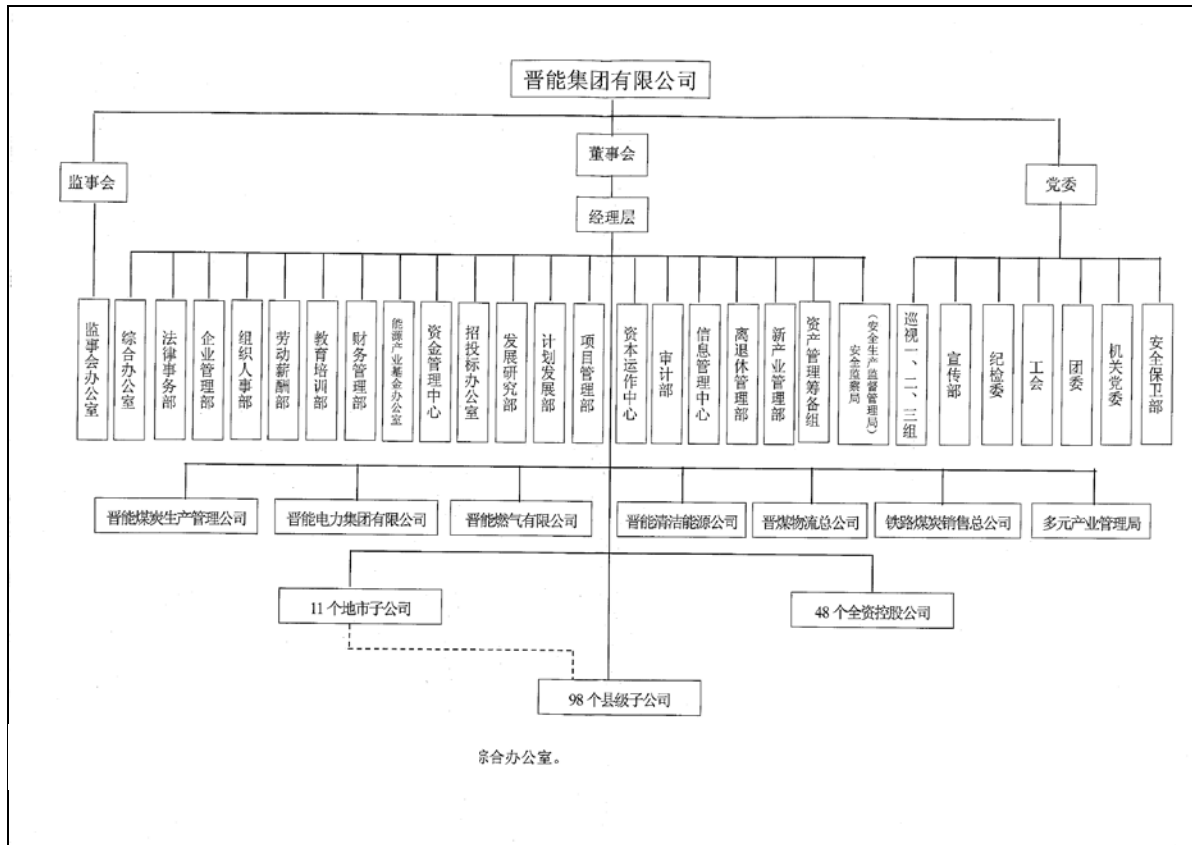 晋能集团有限公司
董事会
监事会
党委
经理层
监事会办公室
综合办公室
法律事务部
企业管理部
组织人事部
劳动薪酬部
教育培训部
财务管理部
能源产业基金办公室
资金管理中心
招投标办公室
发展研究部
计划发展部
项目管理部
资本运作中心
审计部
信息管理中心
离退休管理部
新产业管理部
资产管理筹备组
（安全生产监督管理局）
安全监察局
巡视一、二、三组
宣传部
纪检委
工会
团委
机关党委
安全保卫部
晋能煤炭生产管理公司
晋能电力集团有限公司
晋能燃气有限公司
晋能清洁能源公司
晋煤物流总公司
铁路煤炭销售总公司
多元产业管理局
11 个地市子公司
48 个全资控股公司
98 个县级子公司
综合办公室。